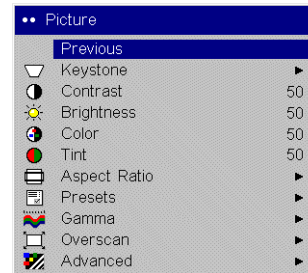 •• Picture
Previous
Keystone
Contrast 50
Brightness 50
Color 50
Tint 50
Aspect Ratio
Presets
Gamma
Overscan
Advanced